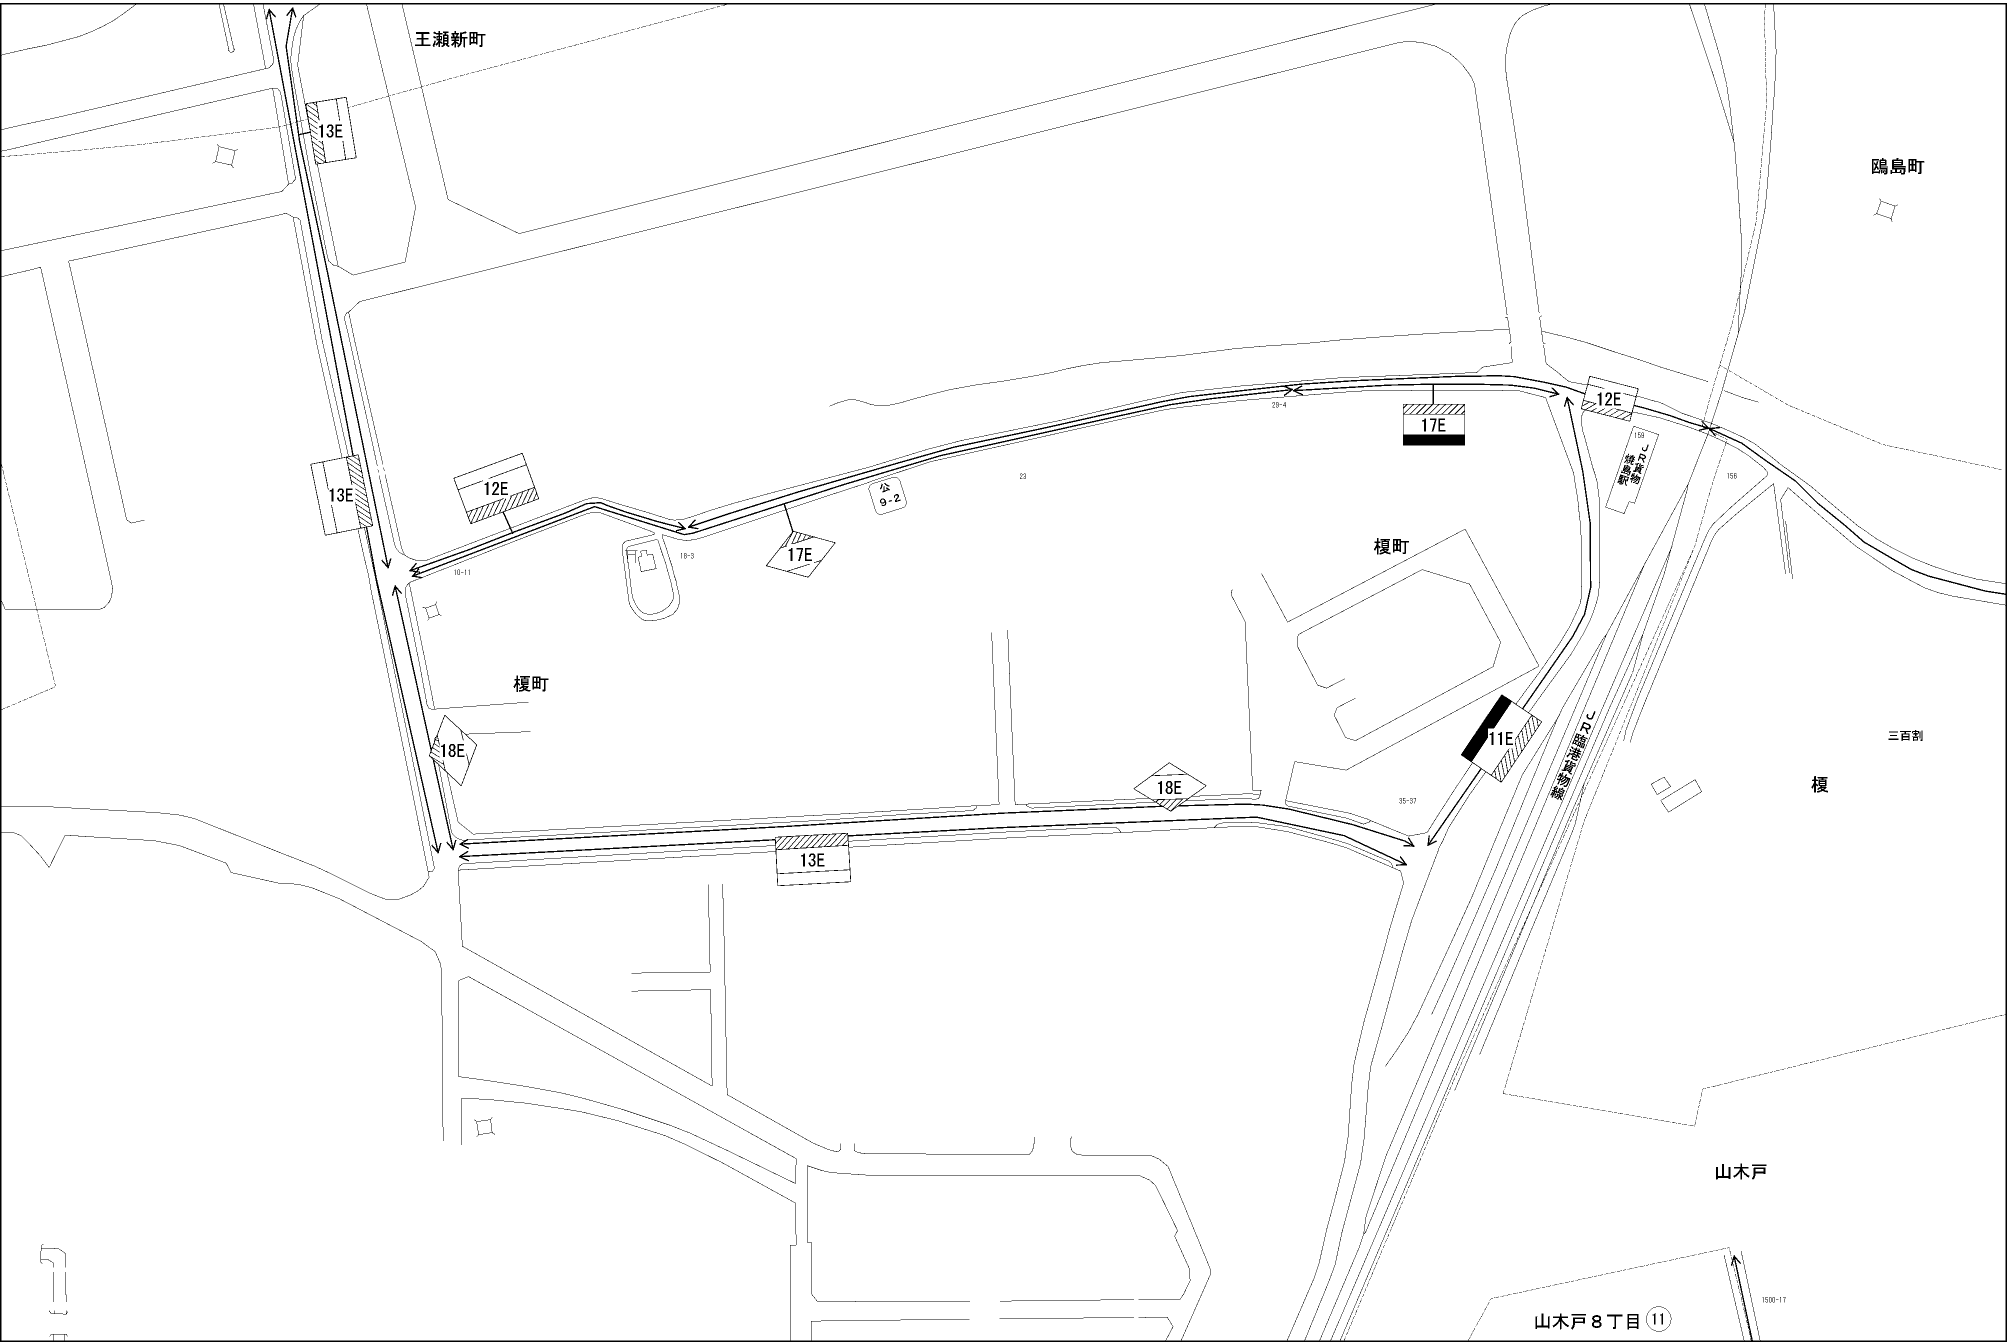 王瀬新町
13E
鴎島町
12E
29-4
17E
159
JR貨物
焼島駅
156
13E
12E
23
公
9-2
17E
18-3
10-11
榎町
榎町
18E
11E
JR臨港貨物線
三百割
榎
18E
35-37
13E
山木戸
1500-17
山木戸8丁目 11